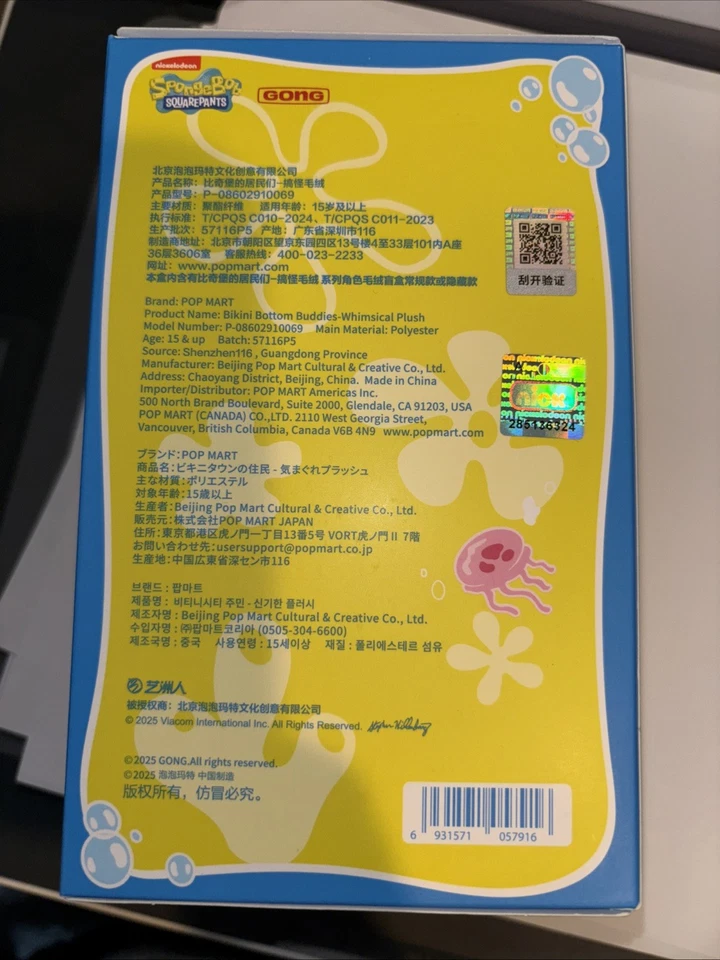 nickelodeon
SpongeBob
SQUAREPANTS
GONG
北京泡泡玛特文化创意有限公司
产品名称：比奇堡的居民们-搞怪毛绒
产品型号：P-08602910069
主要材质：聚酯纤维 适用年龄：15岁及以上
执行标准：T/CPQS C010-2024、T/CPQS C011-2023
生产批次：57116P5 产地：广东省深圳市116
制造商地址：北京市朝阳区望京东园四区13号楼4至33层101内A座
36层3606室 客服热线：400-023-2233
网址：www.popmart.com
本盒内含有比奇堡的居民们-搞怪毛绒 系列角色毛绒盲盒常规款或隐藏款
刮开验证
Brand: POP MART
Product Name: Bikini Bottom Buddies-Whimsical Plush
Model Number: P-08602910069 Main Material: Polyester
Age: 15 & up Batch: 57116P5
Source: Shenzhen116 , Guangdong Province
Manufacturer: Beijing Pop Mart Cultural & Creative Co., Ltd.
Address: Chaoyang District, Beijing, China. Made in China
Importer/Distributor: POP MART Americas Inc.
500 North Brand Boulevard, Suite 2000, Glendale, CA 91203, USA
POP MART (CANADA) CO.,LTD. 2110 West Georgia Street,
Vancouver, British Columbia, Canada V6B 4N9 www.popmart.com
285126324
ブランド：POP MART
商品名：ビキニタウンの住民 - 気まぐれプラッシュ
主な材質：ポリエステル
対象年齢：15歳以上
生産者：Beijing Pop Mart Cultural & Creative Co., Ltd.
販売元：株式会社POP MART JAPAN
住所：東京都港区虎ノ門一丁目13番5号 VORT虎ノ門Ⅱ 7階
お問い合わせ先：usersupport@popmart.co.jp
生産地：中国広東省深セン市116
브랜드 : 팝마트
제품명 : 비티니시티 주민 - 신기한 플러시
제조자명 : Beijing Pop Mart Cultural & Creative Co., Ltd.
수입자명 : ㈜팝마트코리아 (0505-304-6600)
제조국명 : 중국 사용연령 : 15세이상 재질 : 폴리에스테르 섬유
艺洲人
被授权商：北京泡泡玛特文化创意有限公司
© 2025 Viacom International Inc. All Rights Reserved.
©2025 GONG.All rights reserved.
©2025 泡泡玛特 中国制造
版权所有，仿冒必究。
6 931571 057916